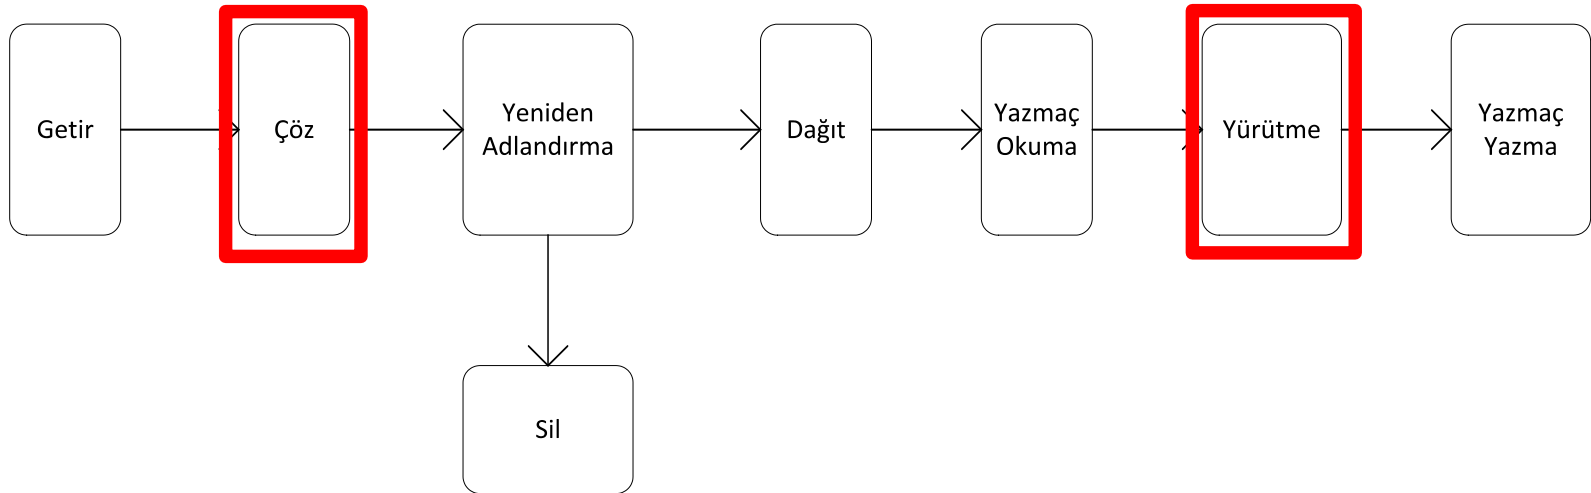 Getir
Çöz
Yeniden
Adlandırma
Dağıt
Yazmaç
Okuma
Yürütme
Yazmaç
Yazma
Sil